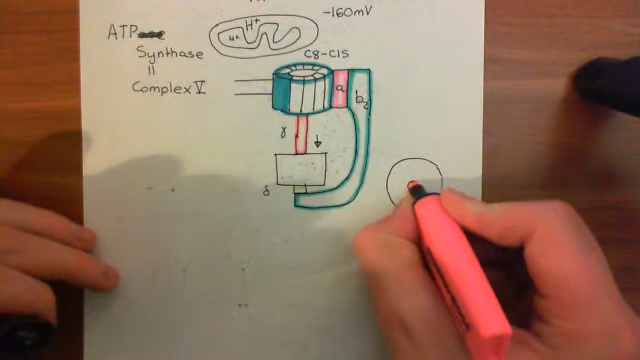 -160mV
H+
H+
ATP
Synthase
=
Complex V
C8-C15
a
b2
γ
δ